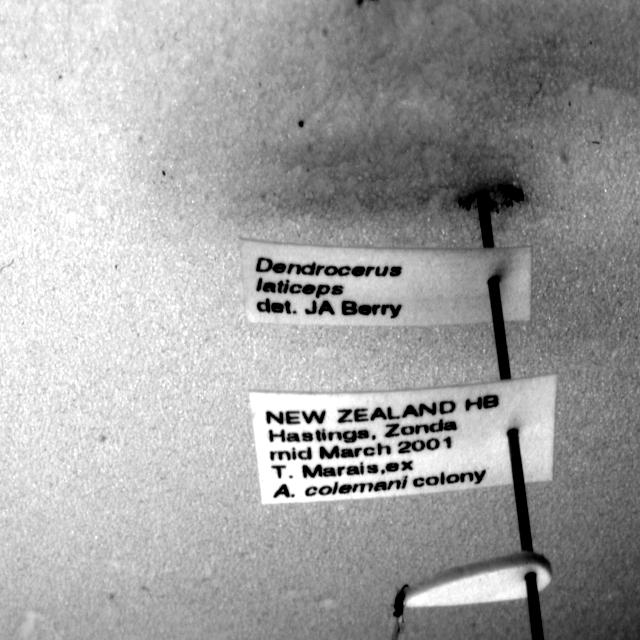 Dendrocerus
laticeps
det. JA Berry
NEW ZEALAND HB
Hastings, Zonda
mid March 2001
T. Marais,ex
A. colemani colony